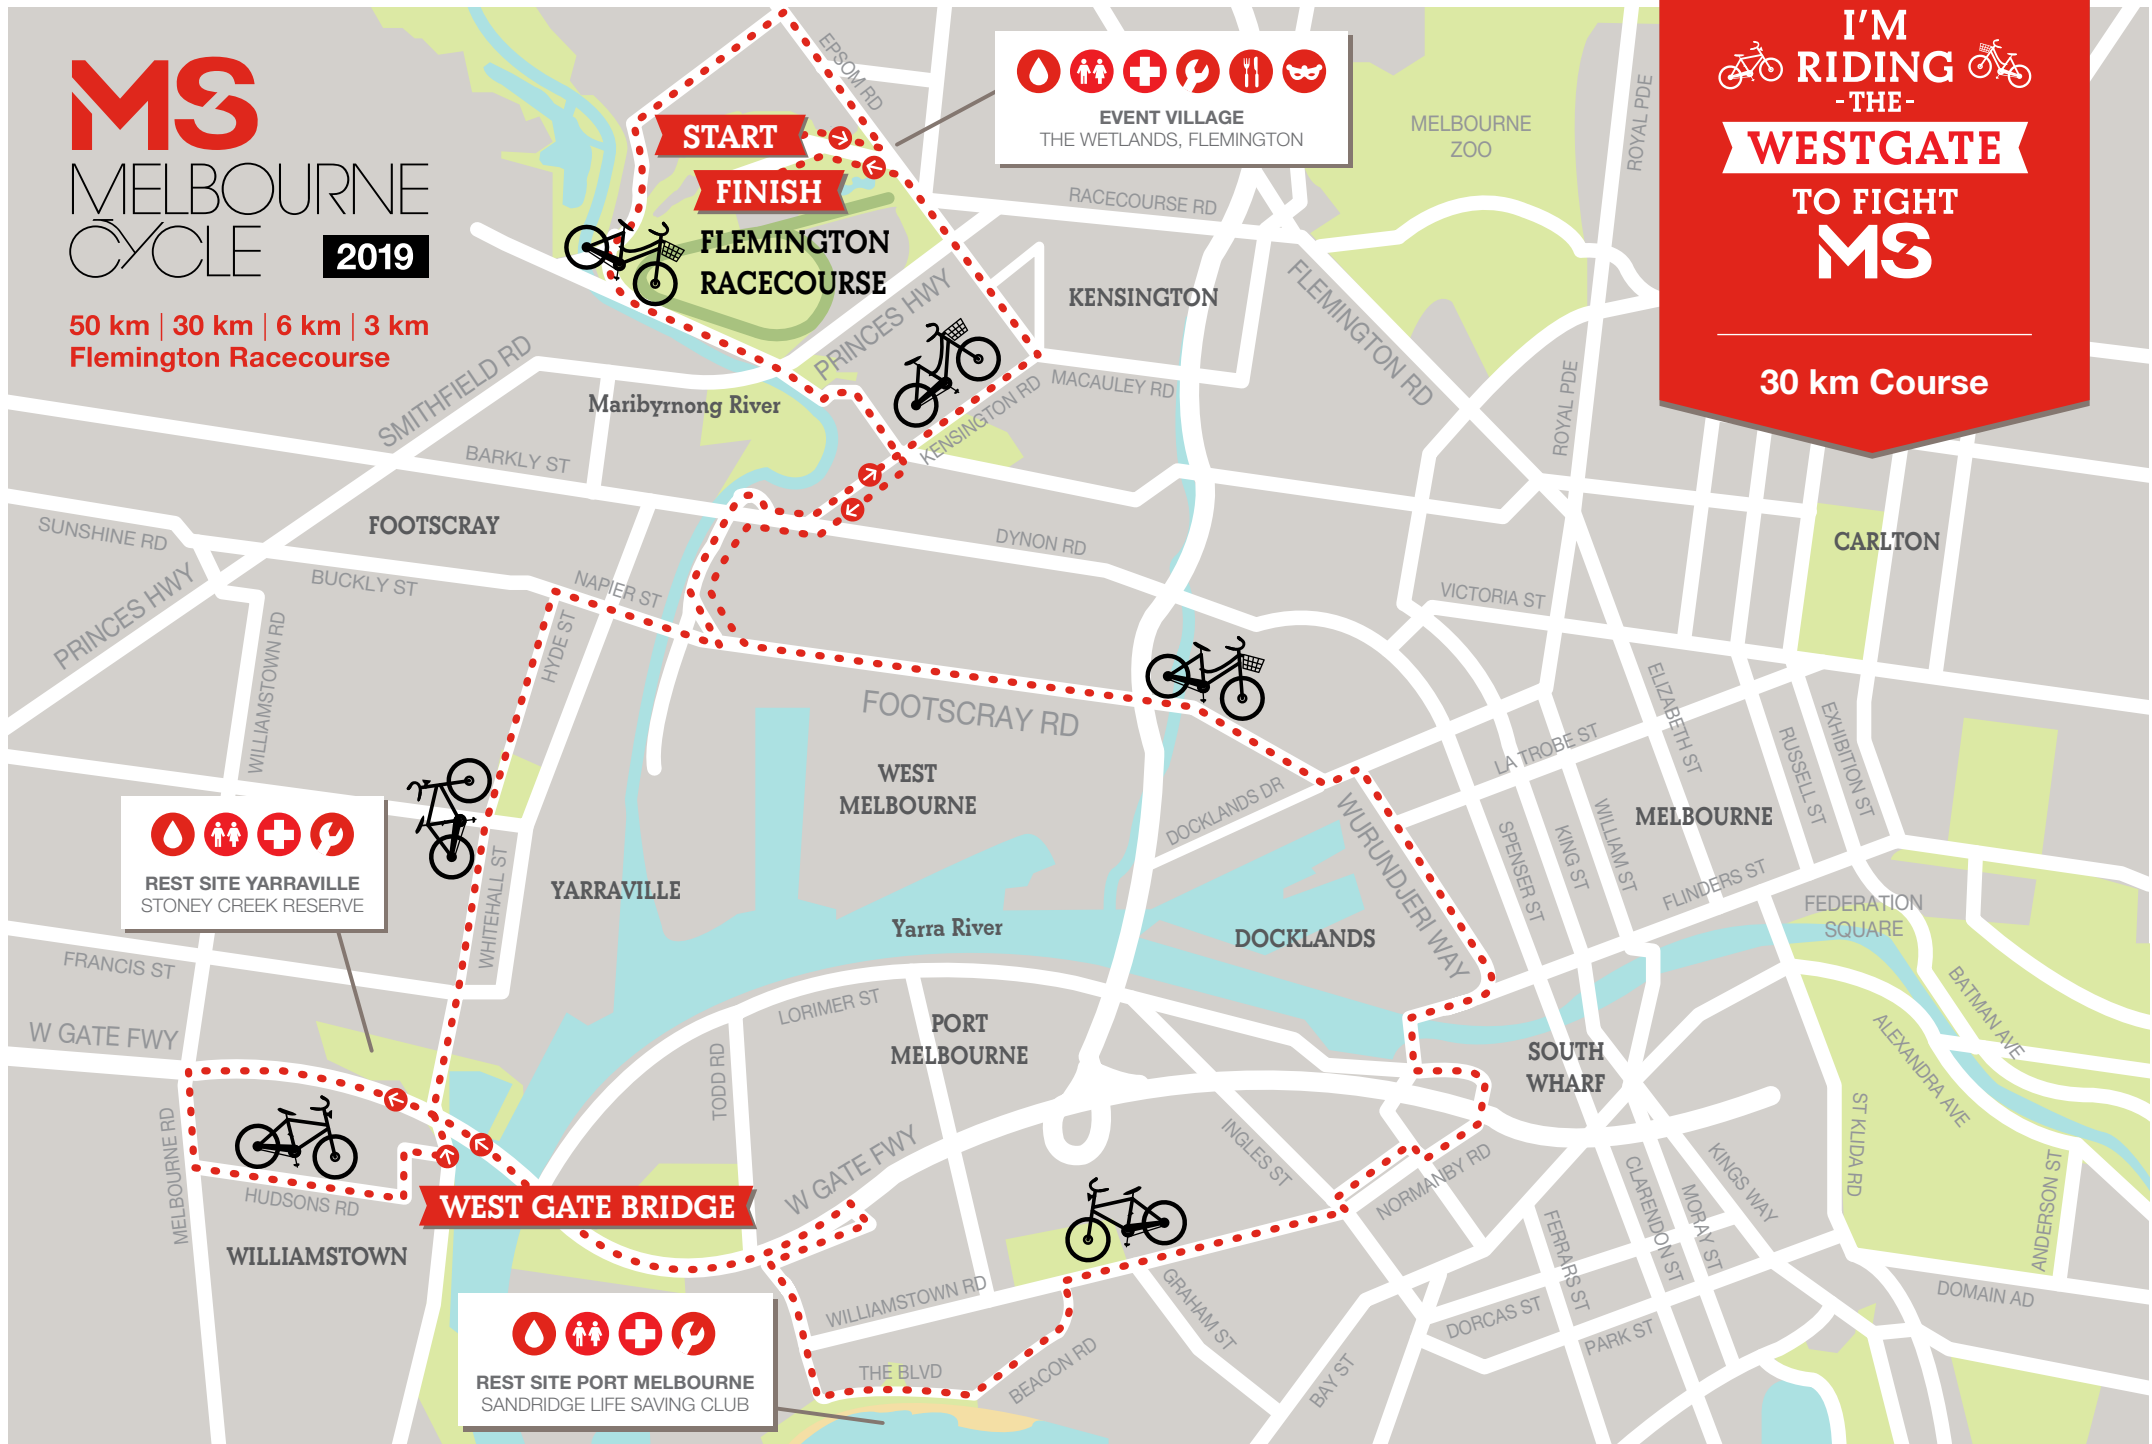 MS
MELBOURNE
CYCLE
2019
50 km | 30 km | 6 km | 3 km
Flemington Racecourse
I'M
RIDING
-THE-
WESTGATE
TO FIGHT
MS
30 km Course
EVENT VILLAGE
THE WETLANDS, FLEMINGTON
START
FINISH
FLEMINGTON
RACECOURSE
EPSOM RD
MELBOURNE
ZOO
ROYAL PDE
RACECOURSE RD
KENSINGTON
FLEMINGTON RD
PRINCES HWY
SMITHFIELD RD
Maribyrnong River
MACAULEY RD
KENSINGTON RD
ROYAL PDE
BARKLY ST
SUNSHINE RD
FOOTSCRAY
DYNON RD
CARLTON
PRINCES HWY
BUCKLY ST
NAPIER ST
VICTORIA ST
WILLIAMSTOWN RD
HYDE ST
FOOTSCRAY RD
ELIZABETH ST
EXHIBITION ST
RUSSELL ST
LA TROBE ST
WEST
MELBOURNE
DOCKLANDS DR
WURUNDJERI WAY
SPENSER ST
KING ST
WILLIAM ST
MELBOURNE
FLINDERS ST
REST SITE YARRAVILLE
STONEY CREEK RESERVE
WHITEHALL ST
YARRAVILLE
Yarra River
DOCKLANDS
FEDERATION
SQUARE
FRANCIS ST
W GATE FWY
LORIMER ST
PORT
MELBOURNE
SOUTH
WHARF
BATMAN AVE
ALEXANDRA AVE
TODD RD
MELBOURNE RD
HUDSONS RD
WEST GATE BRIDGE
W GATE FWY
INGLES ST
NORMANBY RD
CLARENDON ST
MORAY ST
KINGS WAY
ST KLIDA RD
ANDERSON ST
WILLIAMSTOWN
FERRARS ST
WILLIAMSTOWN RD
GRAHAM ST
DORCAS ST
PARK ST
DOMAIN AD
REST SITE PORT MELBOURNE
SANDRIDGE LIFE SAVING CLUB
THE BLVD
BEACON RD
BAY ST